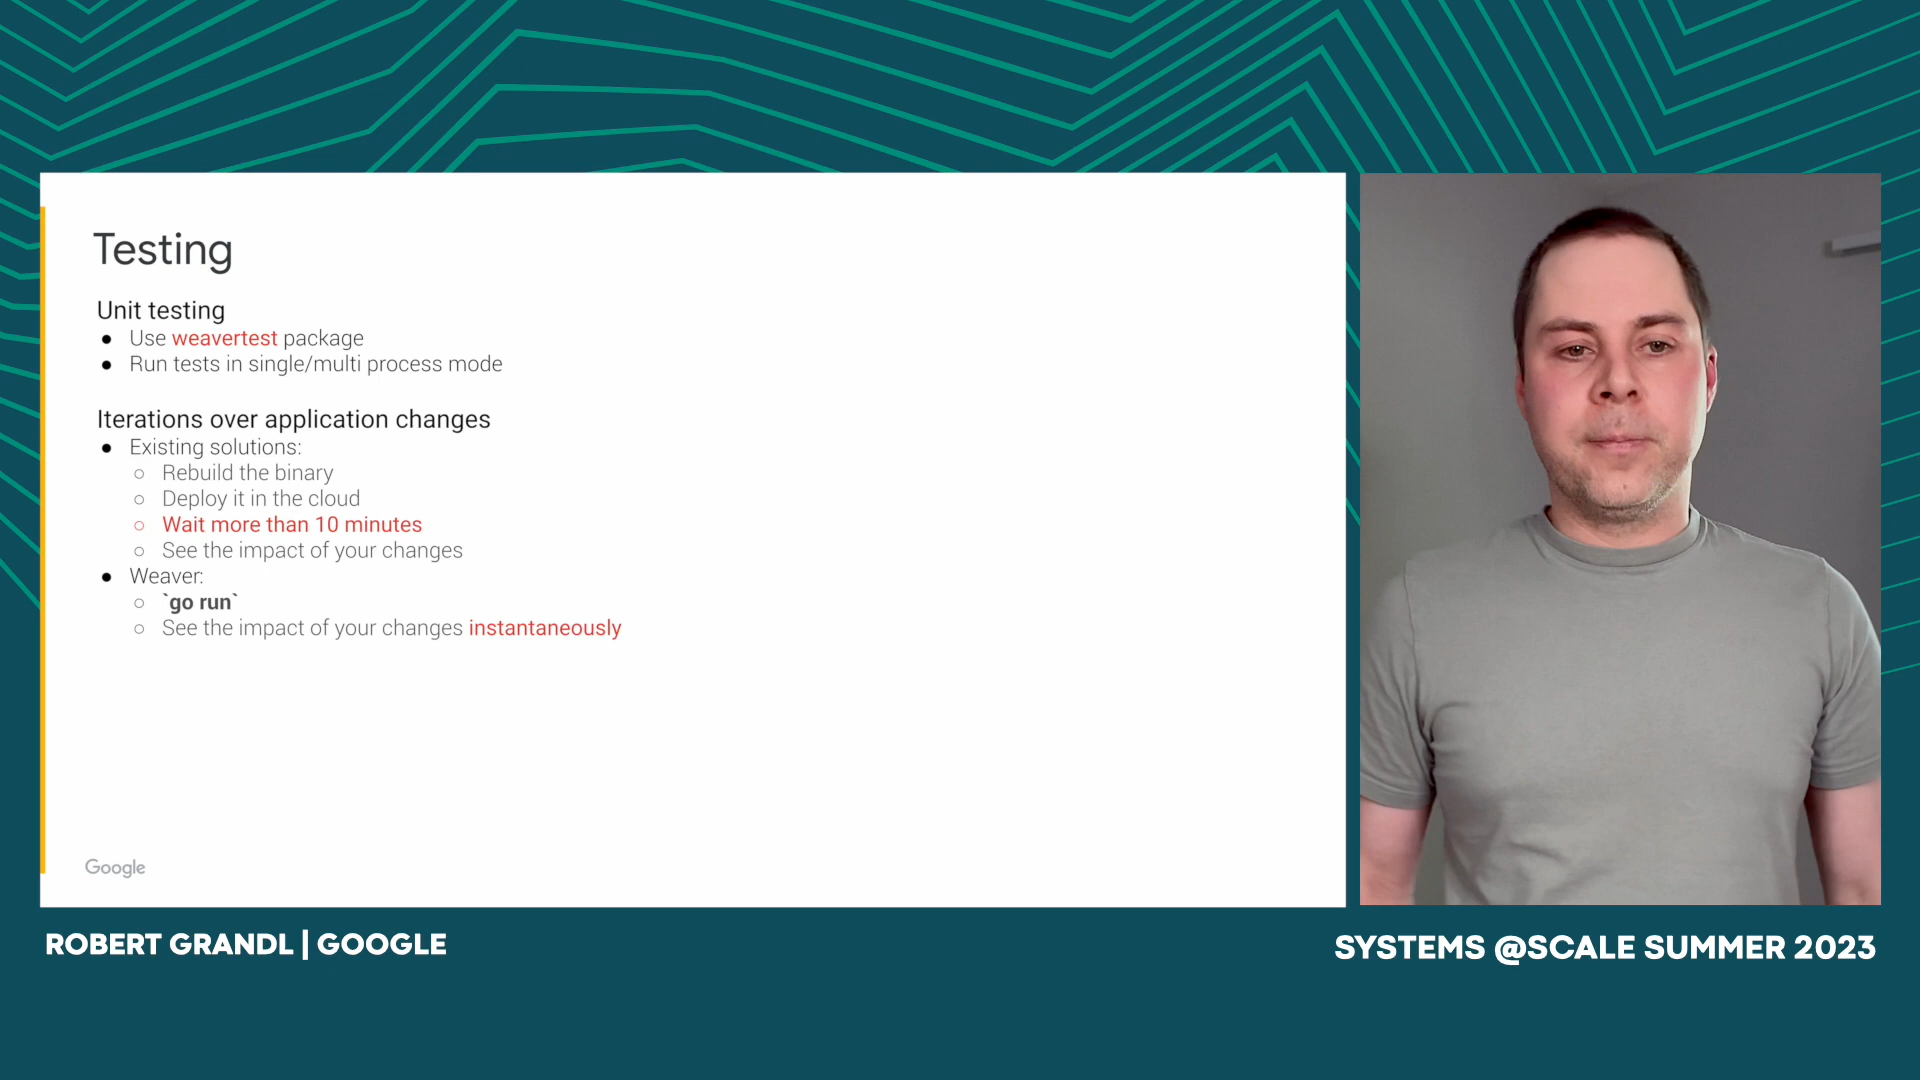 Testing
Unit testing
● Use weavertest package
● Run tests in single/multi process mode
Iterations over application changes
● Existing solutions:
○ Rebuild the binary
○ Deploy it in the cloud
○ Wait more than 10 minutes
○ See the impact of your changes
● Weaver:
○ `go run`
○ See the impact of your changes instantaneously
Google
ROBERT GRANDL | GOOGLE
SYSTEMS @SCALE SUMMER 2023